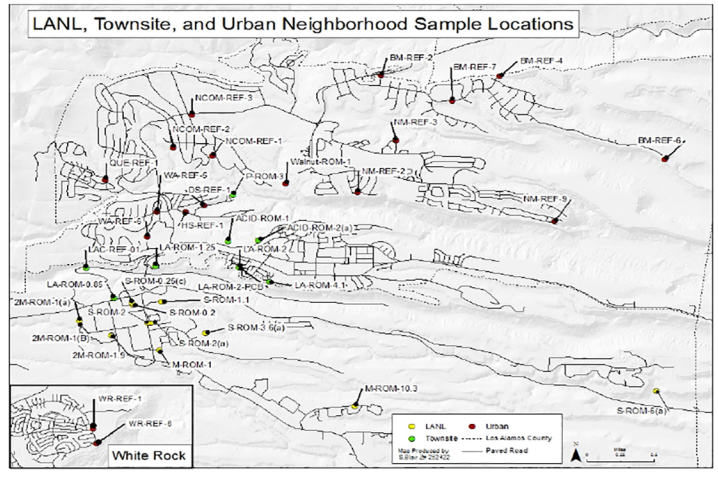 LANL, Townsite, and Urban Neighborhood Sample Locations
BM-REF-2
BM-REF-7
BM-REF-4
NCOM-REF-3
NM-REF-3
NCOM-REF-2
NCOM-REF-1
BM-REF-6
QUE-REF-1
Walnut-ROM-1
WA-REF-5
P-ROM-3
NM-REF-2
DS-REF-1
NM-REF-9
ACID-ROM-1
ACID-ROM-2(a)
WA-REF-6
HS-REF-1
LAC-REF-01
LA-ROM-1.25
LA-ROM-2
LA-ROM-0.85
S-ROM-0.25(c)
LA-ROM-2-PCB
LA-ROM-4.1
2M-ROM-1(a)
S-ROM-2
S-ROM-1.1
S-ROM-0.2
S-ROM-3.6(a)
2M-ROM-1(B)
S-ROM-2(a)
2M-ROM-1.9
M-ROM-1
M-ROM-10.3
S-ROM-6(a)
WR-REF-1
WR-REF-6
White Rock
LANL
Urban
Townsite
Los Alamos County
Map Produced by
Paved Road
N
Miles